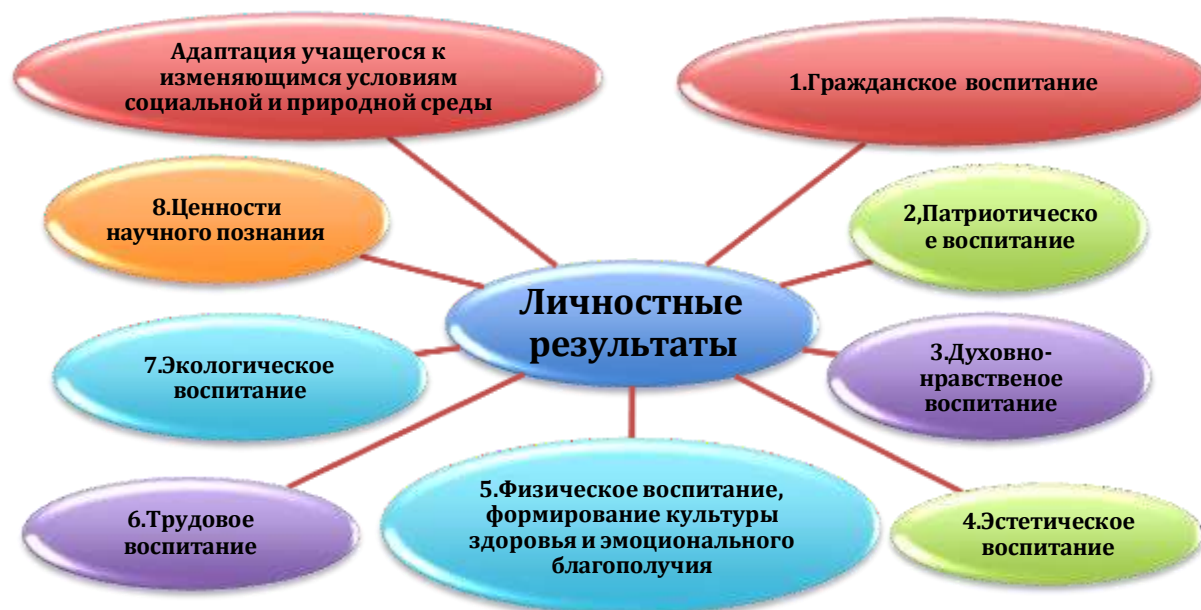 Адаптация учащегося к
изменяющимся условиям
социальной и природной среды
1.Гражданское воспитание
8.Ценности
научного познания
2,Патриотическо
е воспитание
Личностные
результаты
7.Экологическое
воспитание
3.Духовно-
нравственое
воспитание
6.Трудовое
воспитание
5.Физическое воспитание,
формирование культуры
здоровья и эмоционального
благополучия
4.Эстетическое
воспитание